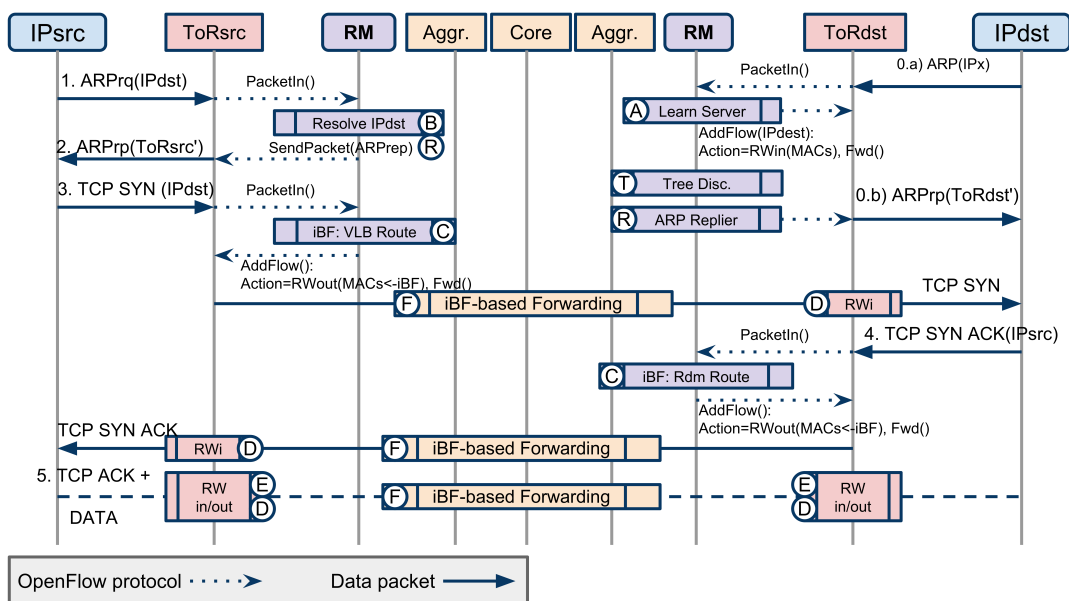 IPsrc
ToRsrc
RM
Aggr.
Core
Aggr.
RM
ToRdst
IPdst
0.a) ARP(IPx)
PacketIn()
1. ARPrq(IPdst)
PacketIn()
A
Learn Server
Resolve IPdst
B
AddFlow(IPdest):
Action=RWin(MACs), Fwd()
2. ARPrp(ToRsrc')
SendPacket(ARPrep)
R
T
Tree Disc.
3. TCP SYN (IPdst)
PacketIn()
0.b) ARPrp(ToRdst')
R
ARP Replier
iBF: VLB Route
C
AddFlow():
Action=RWout(MACs<-iBF), Fwd()
TCP SYN
F
iBF-based Forwarding
D
RWi
PacketIn()
4. TCP SYN ACK(IPsrc)
C
iBF: Rdm Route
AddFlow():
Action=RWout(MACs<-iBF), Fwd()
TCP SYN ACK
RWi
D
F
iBF-based Forwarding
5. TCP ACK +
DATA
RW
in/out
E
D
F
iBF-based Forwarding
E
D
RW
in/out
OpenFlow protocol
Data packet